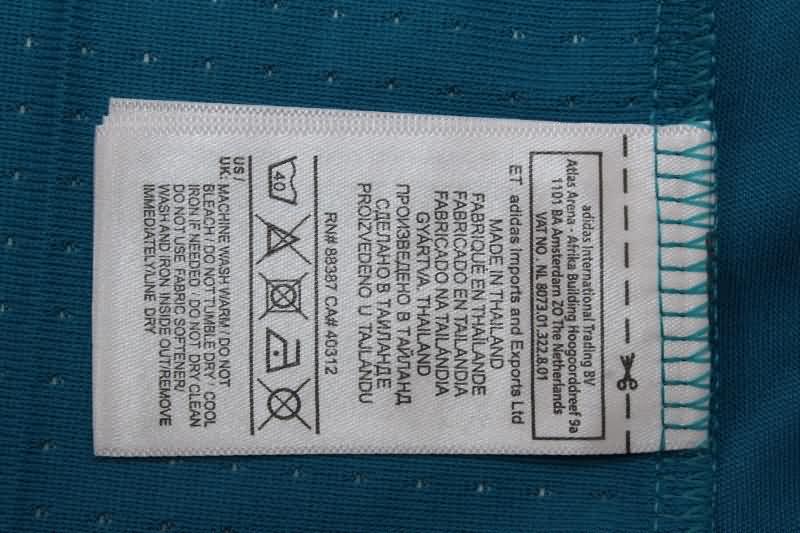 adidas International Trading BV
Atlas Arena - Afrika Building Hoogoorddreef 9a
1101 BA Amsterdam ZO The Netherlands
VAT NO. NL 8073.01.322.B.01
ET adidas Imports and Exports Ltd
MADE IN THAILAND
FABRIQUÉ EN THAÏLANDE
FABRICADO EN TAILANDIA
FABRICADO NA TAILÂNDIA
GYÁRTVA: THAILAND
ПРОИЗВЕДЕНО В ТАЙЛАНД
СДЕЛАНО В ТАИЛАНДЕ
PROIZVEDENO U TAJLANDU
RN# 88387 CA# 40312
40
US /
UK: MACHINE WASH WARM / DO NOT
BLEACH / DO NOT TUMBLE DRY / COOL
IRON IF NEEDED / DO NOT DRY CLEAN
DO NOT USE FABRIC SOFTENER/
WASH AND IRON INSIDE OUT/REMOVE
IMMEDIATELY/LINE DRY